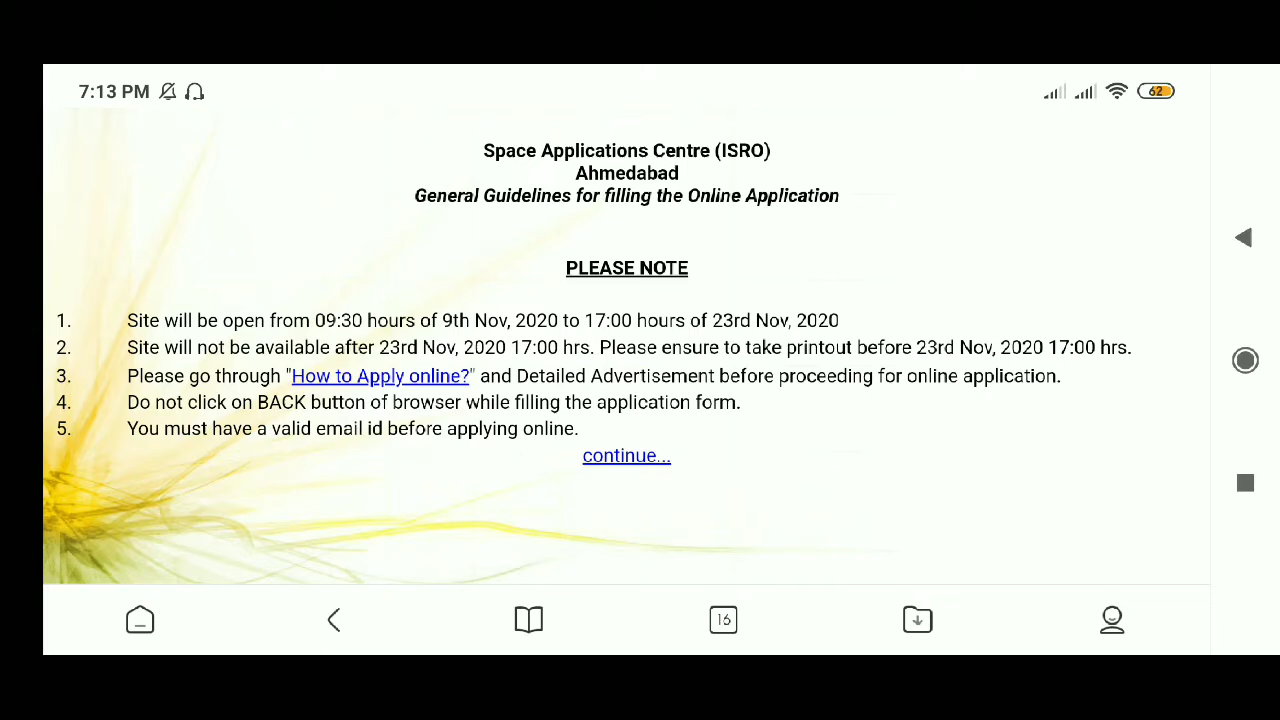 7:13 PM
62
Space Applications Centre (ISRO)
Ahmedabad
General Guidelines for filling the Online Application
PLEASE NOTE
1. Site will be open from 09:30 hours of 9th Nov, 2020 to 17:00 hours of 23rd Nov, 2020
2. Site will not be available after 23rd Nov, 2020 17:00 hrs. Please ensure to take printout before 23rd Nov, 2020 17:00 hrs.
3. Please go through "How to Apply online?" and Detailed Advertisement before proceeding for online application.
4. Do not click on BACK button of browser while filling the application form.
5. You must have a valid email id before applying online.
continue...
16